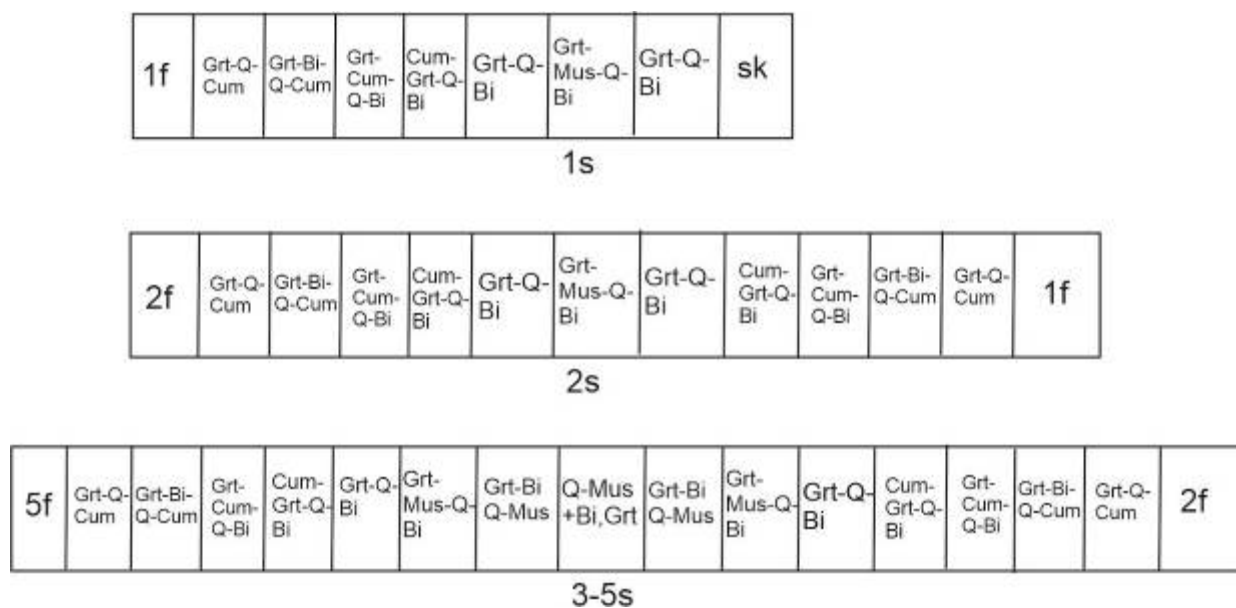 1f
Grt-Q-
Cum
Grt-Bi-
Q-Cum
Grt-
Cum-
Q-Bi
Cum-
Grt-Q-
Bi
Grt-Q-
Bi
Grt-
Mus-Q-
Bi
Grt-Q-
Bi
sk
1s
2f
Grt-Q-
Cum
Grt-Bi-
Q-Cum
Grt-
Cum-
Q-Bi
Cum-
Grt-Q-
Bi
Grt-Q-
Bi
Grt-
Mus-Q-
Bi
Grt-Q-
Bi
Cum-
Grt-Q-
Bi
Grt-
Cum-
Q-Bi
Grt-Bi-
Q-Cum
Grt-Q-
Cum
1f
2s
5f
Grt-Q-
Cum
Grt-Bi-
Q-Cum
Grt-
Cum-
Q-Bi
Cum-
Grt-Q-
Bi
Grt-Q-
Bi
Grt-
Mus-Q-
Bi
Grt-Bi
Q-Mus
Q-Mus
+Bi,Grt
Grt-Bi
Q-Mus
Grt-
Mus-Q-
Bi
Grt-Q-
Bi
Cum-
Grt-Q-
Bi
Grt-
Cum-
Q-Bi
Grt-Bi-
Q-Cum
Grt-Q-
Cum
2f
3-5s